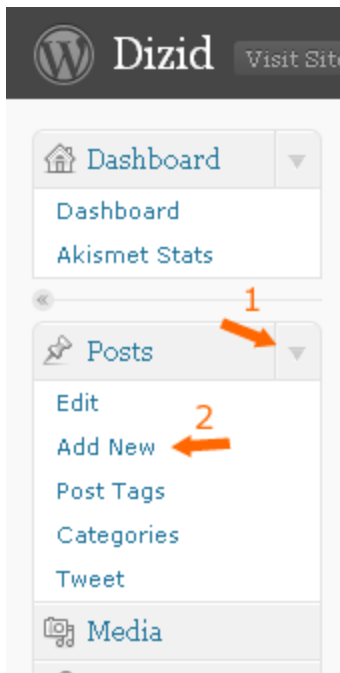 Dizid Visit Sit
Dashboard
Dashboard
Akismet Stats
1
Posts
Edit
2
Add New
Post Tags
Categories
Tweet
Media